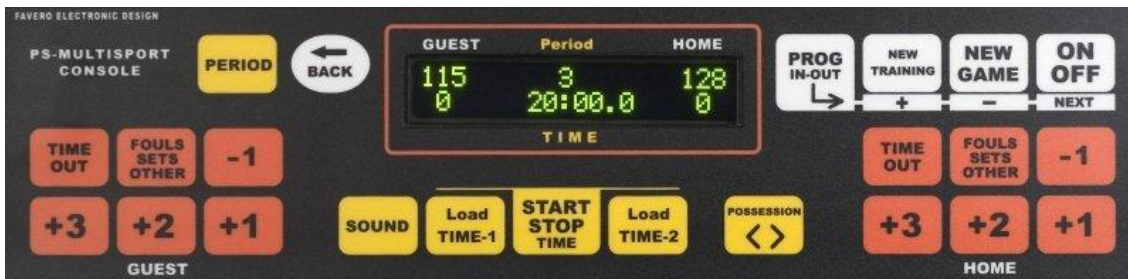 FAVERO ELECTRONIC DESIGN
PS-MULTISPORT
CONSOLE
PERIOD
BACK
GUEST Period HOME
115 3 128
0 20:00.0 0
TIME
PROG
IN-OUT
NEW
TRAINING
+
NEW
GAME
-
ON
OFF
NEXT
TIME
OUT
FOULS
SETS
OTHER
-1
+3
+2
+1
GUEST
SOUND
Load
TIME-1
START
STOP
TIME
Load
TIME-2
POSSESSION
< >
TIME
OUT
FOULS
SETS
OTHER
-1
+3
+2
+1
HOME